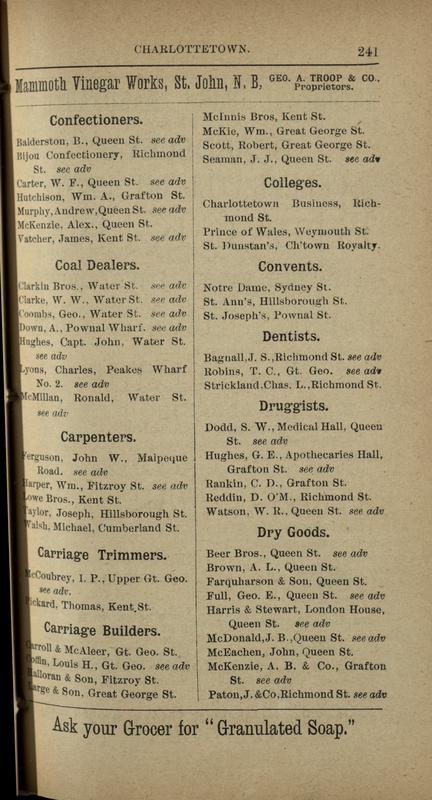 CHARLOTTETOWN. 241
Mammoth Vinegar Works, St. John, N. B, GEO. A. TROOP & CO., Proprietors.
Confectioners.
Balderston, B., Queen St. see adv
Bijou Confectionery, Richmond
St. see adv
Carter, W. F., Queen St. see adv
Hutchison, Wm. A., Grafton St.
Murphy, Andrew, Queen St. see adv
McKenzie, Alex., Queen St.
Vatcher, James, Kent St. see adv
Coal Dealers.
Clarkin Bros., Water St. see adv
Clarke, W. W., Water St. see adv
Coombs, Geo., Water St. see adv
Down, A., Pownal Wharf. see adv
Hughes, Capt. John, Water St.
see adv
Lyons, Charles, Peakes Wharf
No. 2. see adv
McMillan, Ronald, Water St.
see adv
Carpenters.
Ferguson, John W., Malpeque
Road. see adv
Harper, Wm., Fitzroy St. see adv
Lowe Bros., Kent St.
Taylor, Joseph, Hillsborough St.
Walsh, Michael, Cumberland St.
Carriage Trimmers.
McCoubrey, I. P., Upper Gt. Geo.
see adv.
Pickard, Thomas, Kent St.
Carriage Builders.
Carroll & McAleer, Gt. Geo. St.
Coffin, Louis H., Gt. Geo. see adv
Halloran & Son, Fitzroy St.
Large & Son, Great George St.
McInnis Bros, Kent St.
McKie, Wm., Great George St.
Scott, Robert, Great George St.
Seaman, J. J., Queen St. see adv
Colleges.
Charlottetown Business, Rich-
mond St.
Prince of Wales, Weymouth St.
St. Dunstan's, Ch'town Royalty.
Convents.
Notre Dame, Sydney St.
St. Ann's, Hillsborough St.
St. Joseph's, Pownal St.
Dentists.
Bagnall, J. S., Richmond St. see adv
Robins, T. C., Gt. Geo. see adv
Strickland. Chas. L., Richmond St.
Druggists.
Dodd, S. W., Medical Hall, Queen
St. see adv
Hughes, G. E., Apothecaries Hall,
Grafton St. see adv
Rankin, C. D., Grafton St.
Reddin, D. O'M., Richmond St.
Watson, W. R., Queen St. see adv
Dry Goods.
Beer Bros., Queen St. see adv
Brown, A. L., Queen St.
Farquharson & Son, Queen St.
Full, Geo. E., Queen St. see adv
Harris & Stewart, London House,
Queen St. see adv
McDonald, J. B., Queen St. see adv
McEachen, John, Queen St.
McKenzie, A. B. & Co., Grafton
St. see adv
Paton, J. & Co, Richmond St. see adv
Ask your Grocer for "Granulated Soap."